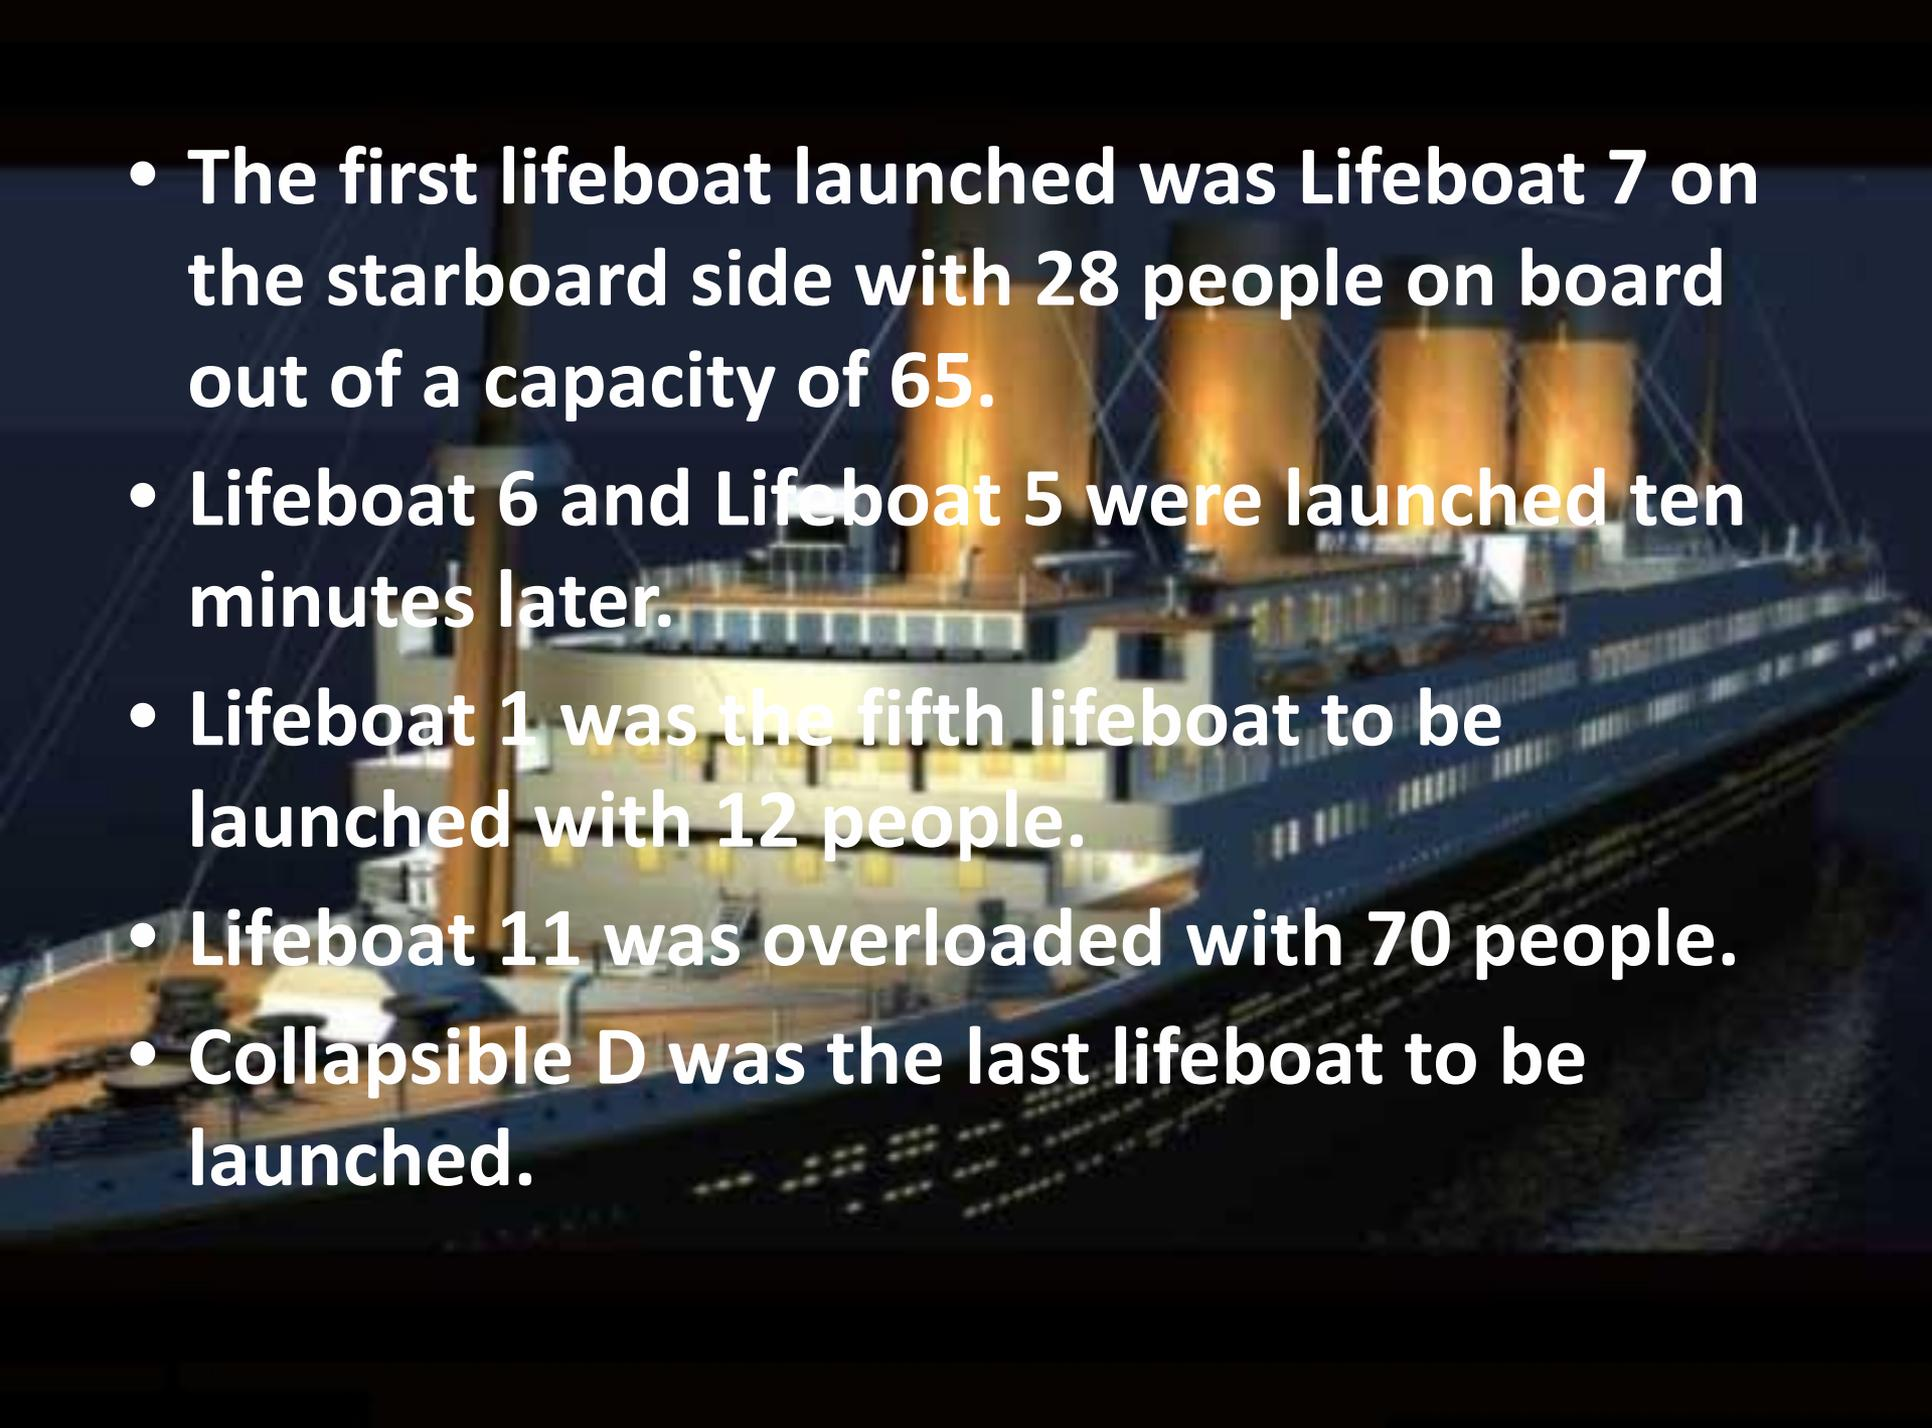 • The first lifeboat launched was Lifeboat 7 on
the starboard side with 28 people on board
out of a capacity of 65.
• Lifeboat 6 and Lifeboat 5 were launched ten
minutes later.
• Lifeboat 1 was the fifth lifeboat to be
launched with 12 people.
• Lifeboat 11 was overloaded with 70 people.
• Collapsible D was the last lifeboat to be
launched.